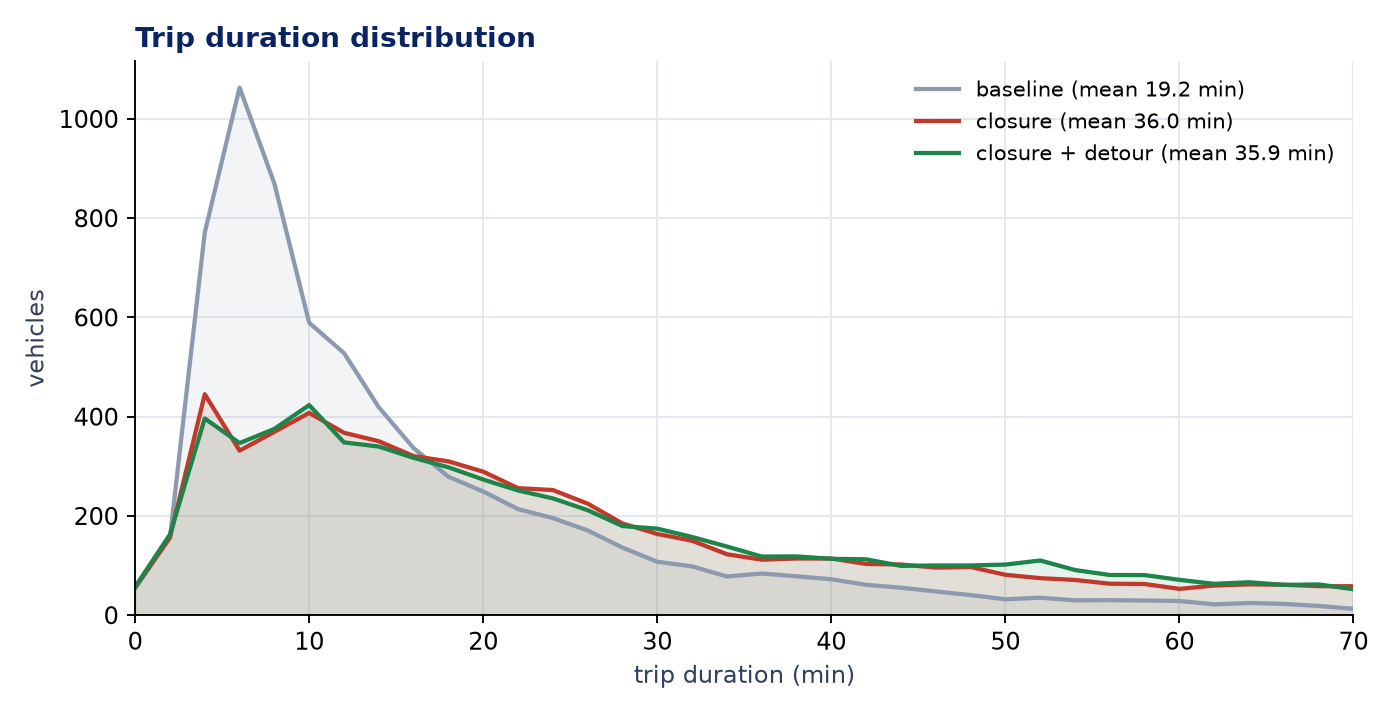 Trip duration distribution
baseline (mean 19.2 min)
closure (mean 36.0 min)
closure + detour (mean 35.9 min)
vehicles
1000
800
600
400
200
0
0 10 20 30 40 50 60 70
trip duration (min)